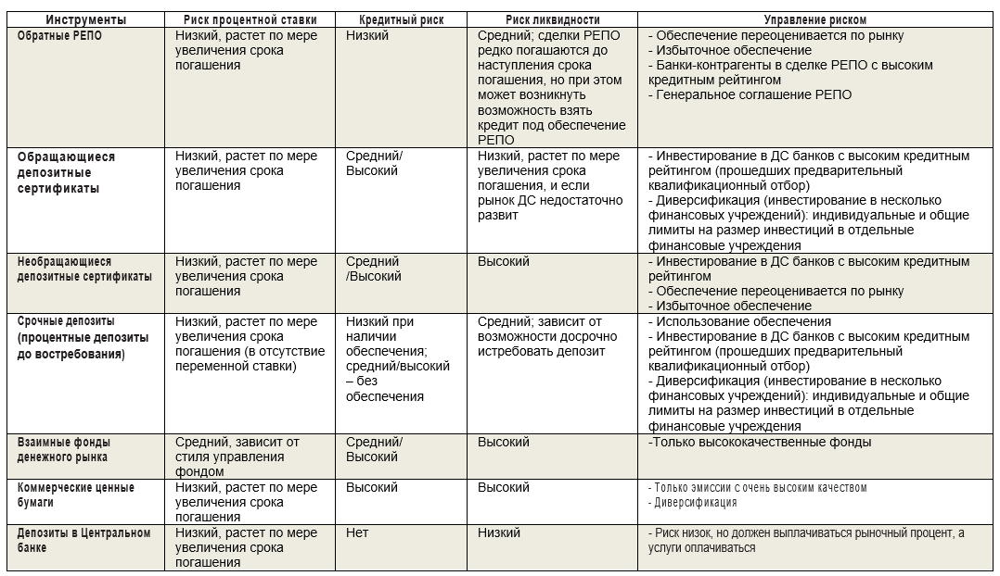 Инструменты
Риск процентной ставки
Кредитный риск
Риск ликвидности
Управление риском
Обратные РЕПО
Низкий, растет по мере
увеличения срока
погашения
Низкий
Средний; сделки РЕПО
редко погашаются до
наступления срока
погашения, но при этом
может возникнуть
возможность взять
кредит под обеспечение
РЕПО
- Обеспечение переоценивается по рынку
- Избыточное обеспечение
- Банки-контрагенты в сделке РЕПО с высоким
кредитным рейтингом
- Генеральное соглашение РЕПО
Обращающиеся
депозитные
сертификаты
Низкий, растет по мере
увеличения срока
погашения
Средний/
Высокий
Низкий, растет по мере
увеличения срока
погашения, и если
рынок ДС недостаточно
развит
- Инвестирование в ДС банков с высоким кредитным
рейтингом (прошедших предварительный
квалификационный отбор)
- Диверсификация (инвестирование в несколько
финансовых учреждений): индивидуальные и общие
лимиты на размер инвестиций в отдельные
финансовые учреждения
Необращающиеся
депозитные сертификаты
Низкий, растет по мере
увеличения срока
погашения
Средний
/Высокий
Высокий
- Инвестирование в ДС банков с высоким кредитным
рейтингом
- Обеспечение переоценивается по рынку
- Избыточное обеспечение
Срочные депозиты
(процентные депозиты
до востребования)
Низкий, растет по мере
увеличения срока
погашения (в отсутствие
переменной ставки)
Низкий при
наличии
обеспечения;
средний/высокий
– без
обеспечения
Средний; зависит от
возможности досрочно
истребовать депозит
- Использование обеспечения
- Инвестирование в ДС банков с высоким кредитным
рейтингом (прошедших предварительный
квалификационный отбор)
- Диверсификация (инвестирование в несколько
финансовых учреждений): индивидуальные и общие
лимиты на размер инвестиций в отдельные
финансовые учреждения
Взаимные фонды
денежного рынка
Средний, зависит от
стиля управления
фондом
Средний/
Высокий
Высокий
-Только высококачественные фонды
Коммерческие ценные
бумаги
Низкий, растет по мере
увеличения срока
погашения
Высокий
Высокий
- Только эмиссии с очень высоким качеством
- Диверсификация
Депозиты в Центральном
банке
Низкий, растет по мере
увеличения срока
погашения
Нет
Низкий
- Риск низок, но должен выплачиваться рыночный процент, а
услуги оплачиваться